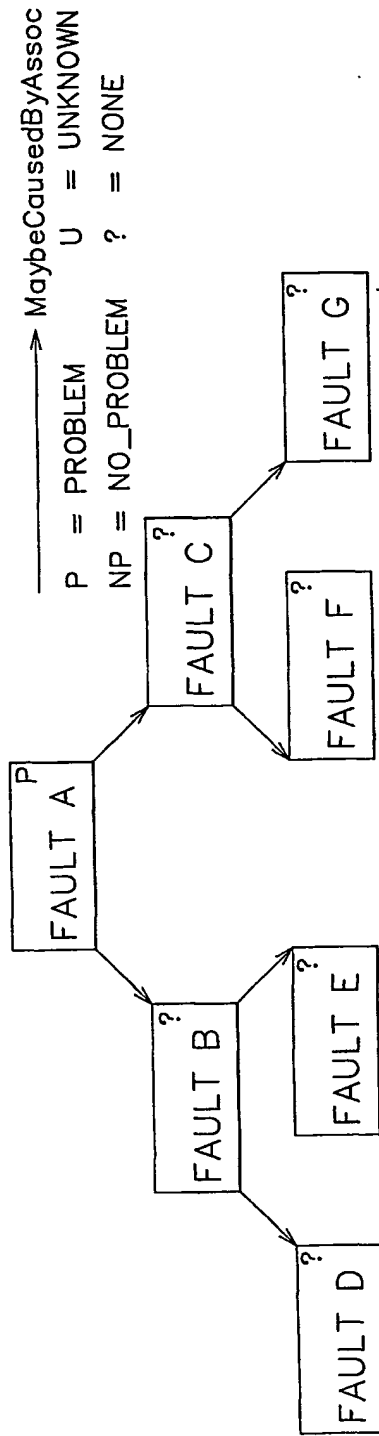 MaybeCausedByAssoc
P = PROBLEM U = UNKNOWN
NP = NO_PROBLEM ? = NONE
P
FAULT A
?
FAULT B
?
FAULT C
?
FAULT D
?
FAULT E
?
FAULT F
?
FAULT G